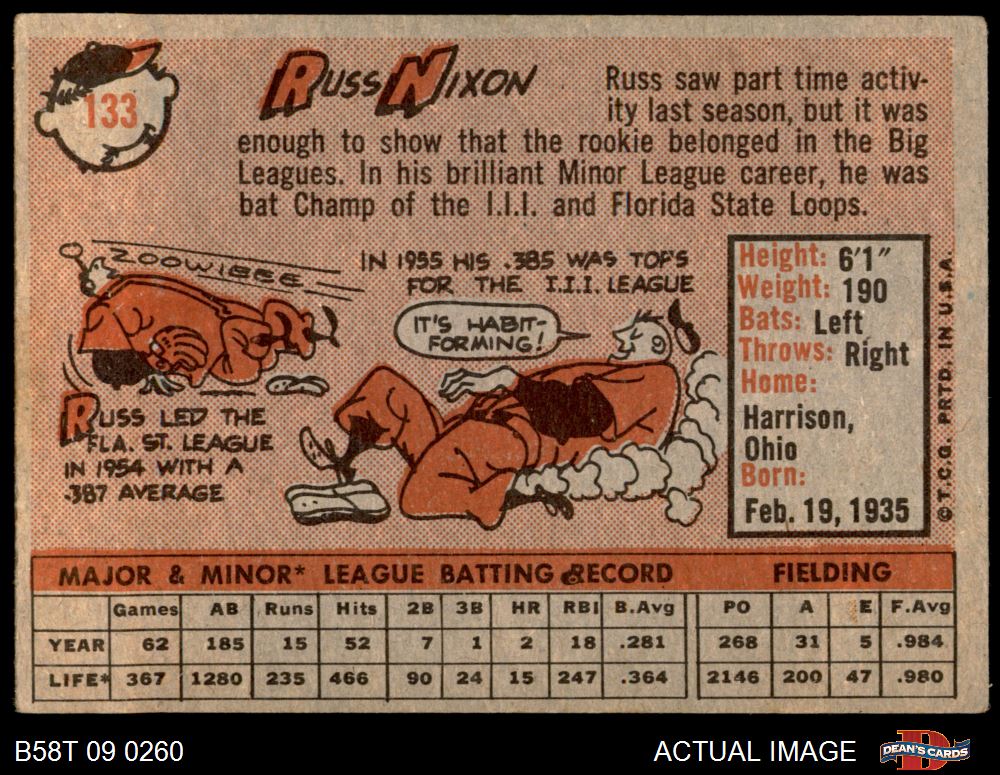 133
RUSS NIXON
Russ saw part time activ-
ity last season, but it was
enough to show that the rookie belonged in the Big
Leagues. In his brilliant Minor League career, he was
bat Champ of the I.I.I. and Florida State Loops.
ZOOWIEEE
RUSS LED THE
FLA. ST. LEAGUE
IN 1954 WITH A
.387 AVERAGE
IN 1955 HIS .385 WAS TOPS
FOR THE I.I.I. LEAGUE
IT'S HABIT-
FORMING!
Height: 6'1"
Weight: 190
Bats: Left
Throws: Right
Home:
Harrison,
Ohio
Born:
Feb. 19, 1935
© T.C.G. PRTD. IN U.S.A.
MAJOR & MINOR* LEAGUE BATTING RECORD FIELDING
Games AB Runs Hits 2B 3B HR RBI B.Avg PO A E F.Avg
YEAR 62 185 15 52 7 1 2 18 .281 268 31 5 .984
LIFE* 367 1280 235 466 90 24 15 247 .364 2146 200 47 .980
B58T 09 0260 ACTUAL IMAGE DEAN'S CARDS